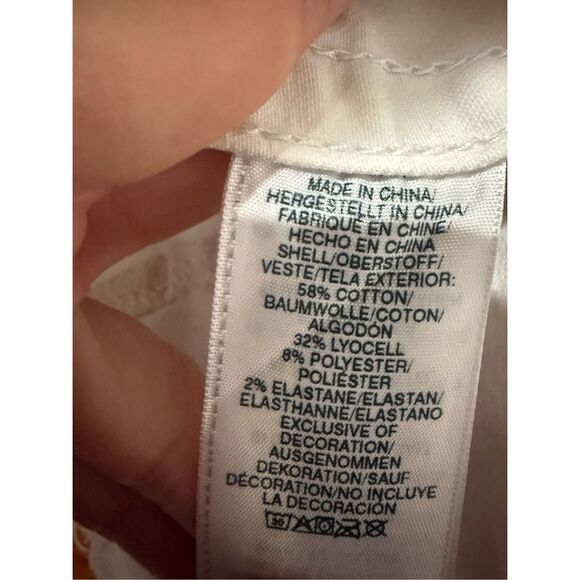 MADE IN CHINA/
HERGESTELLT IN CHINA/
FABRIQUE EN CHINE/
HECHO EN CHINA
SHELL/OBERSTOFF/
VESTE/TELA EXTERIOR:
58% COTTON/
BAUMWOLLE/COTON/
ALGODÓN
32% LYOCELL
8% POLYESTER/
POLIÉSTER
2% ELASTANE/ELASTAN/
ELASTHANNE/ELASTANO
EXCLUSIVE OF
DECORATION/
AUSGENOMMEN
DEKORATION/SAUF
DÉCORATION/NO INCLUYE
LA DECORACIÓN
30